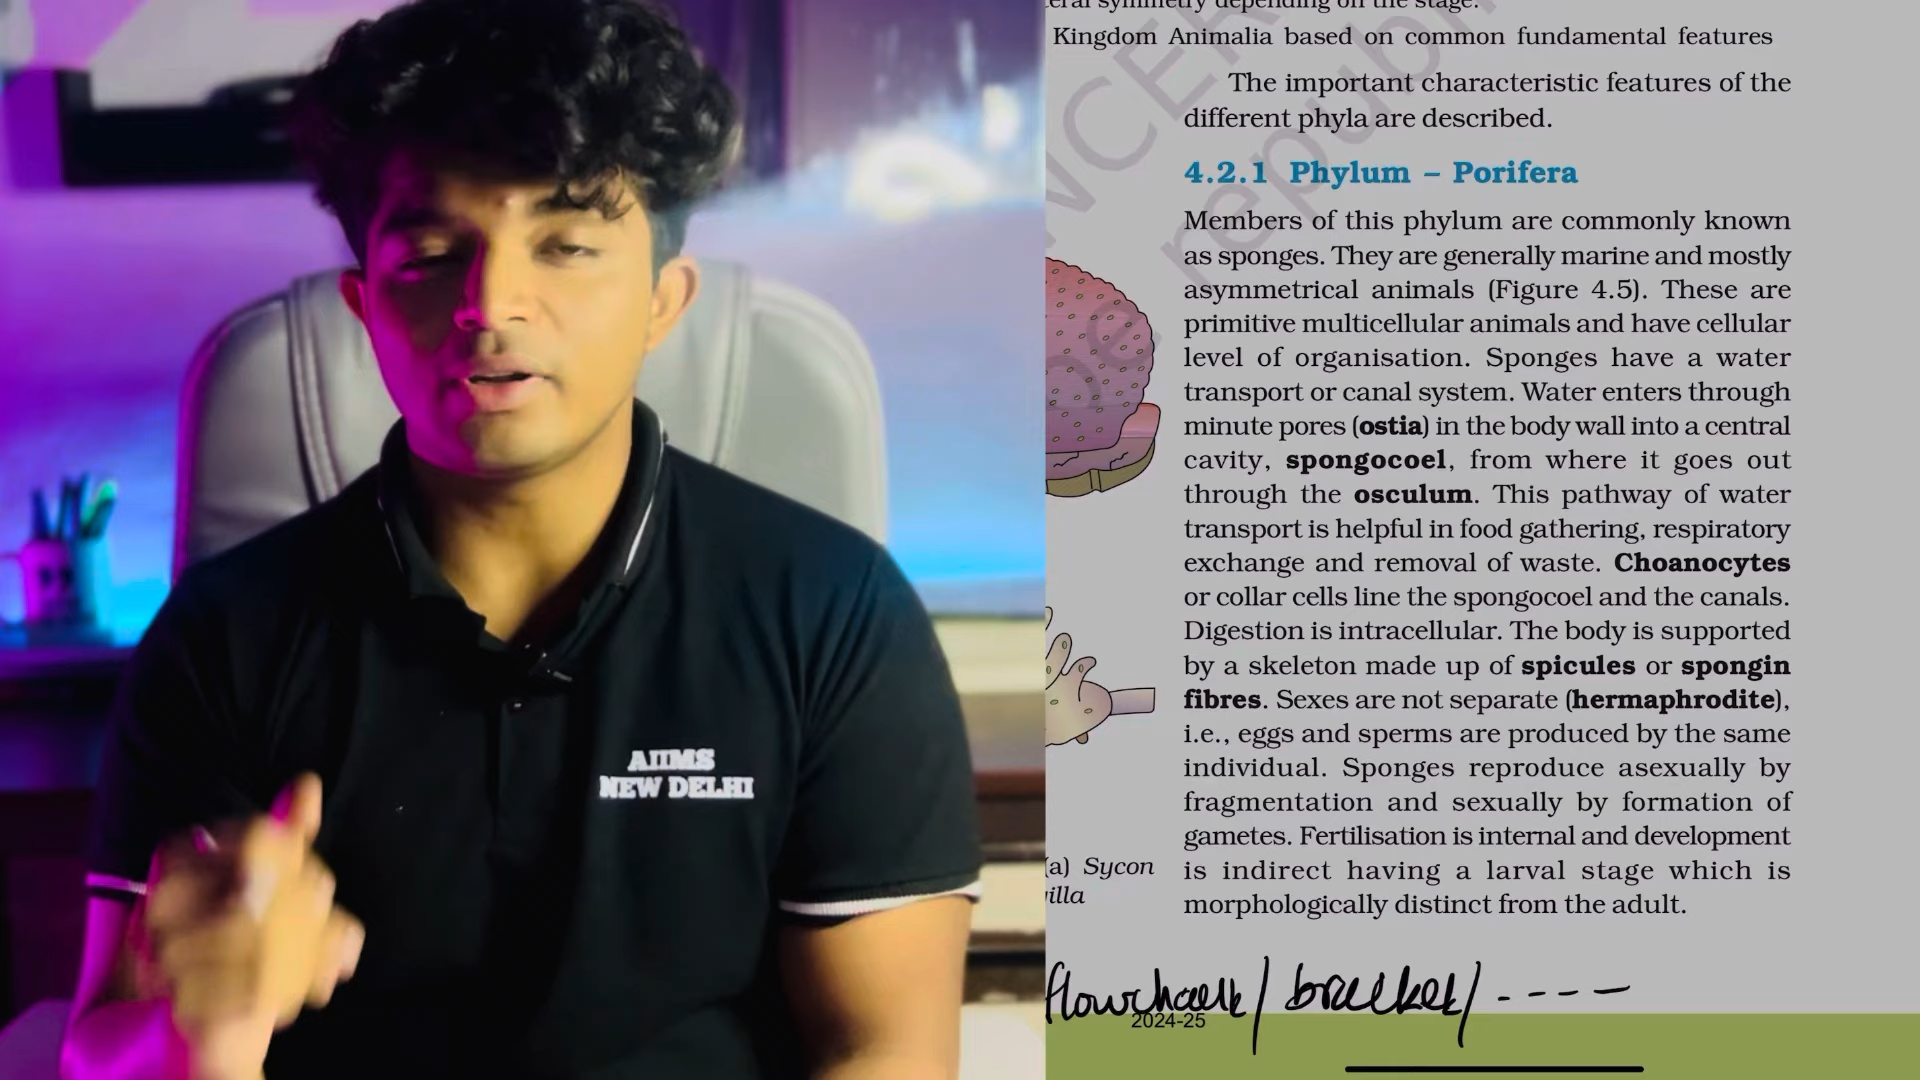 AIIMS
NEW DELHI
eral symmetry depending on the stage.
Kingdom Animalia based on common fundamental features
The important characteristic features of the
different phyla are described.
4.2.1 Phylum – Porifera
Members of this phylum are commonly known
as sponges. They are generally marine and mostly
asymmetrical animals (Figure 4.5). These are
primitive multicellular animals and have cellular
level of organisation. Sponges have a water
transport or canal system. Water enters through
minute pores (ostia) in the body wall into a central
cavity, spongocoel, from where it goes out
through the osculum. This pathway of water
transport is helpful in food gathering, respiratory
exchange and removal of waste. Choanocytes
or collar cells line the spongocoel and the canals.
Digestion is intracellular. The body is supported
by a skeleton made up of spicules or spongin
fibres. Sexes are not separate (hermaphrodite),
i.e., eggs and sperms are produced by the same
individual. Sponges reproduce asexually by
fragmentation and sexually by formation of
gametes. Fertilisation is internal and development
is indirect having a larval stage which is
morphologically distinct from the adult.
(a) Sycon
illa
flowchart / bracket / ----
2024-25